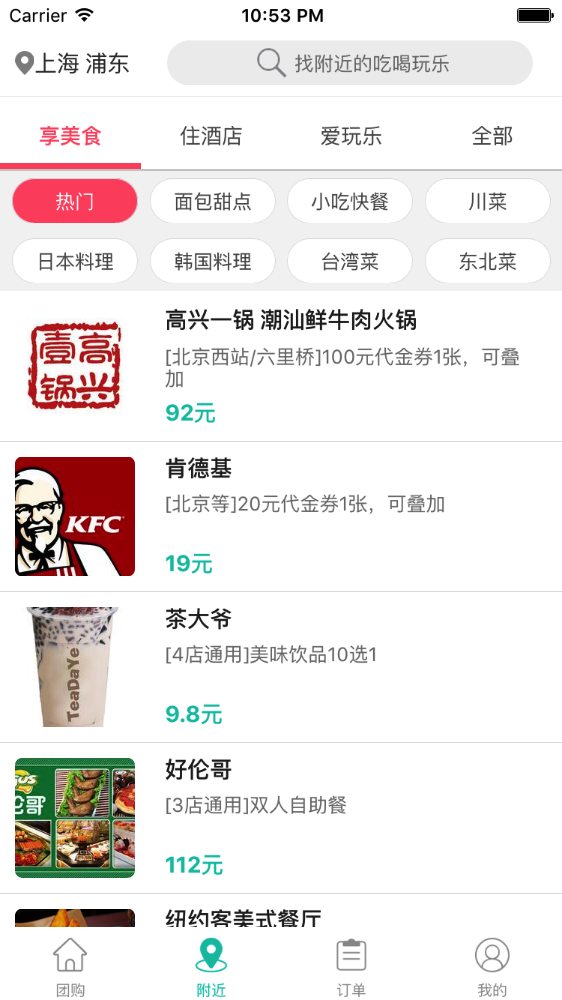 Carrier 10:53 PM
上海 浦东 找附近的吃喝玩乐
享美食 住酒店 爱玩乐 全部
热门 面包甜点 小吃快餐 川菜
日本料理 韩国料理 台湾菜 东北菜
壹高
锅兴
高兴一锅 潮汕鲜牛肉火锅
[北京西站/六里桥]100元代金券1张，可叠
加
92元
KFC
肯德基
[北京等]20元代金券1张，可叠加
19元
TeaDaYe
茶大爷
[4店通用]美味饮品10选1
9.8元
伦哥
好伦哥
[3店通用]双人自助餐
112元
纽约客美式餐厅
团购 附近 订单 我的